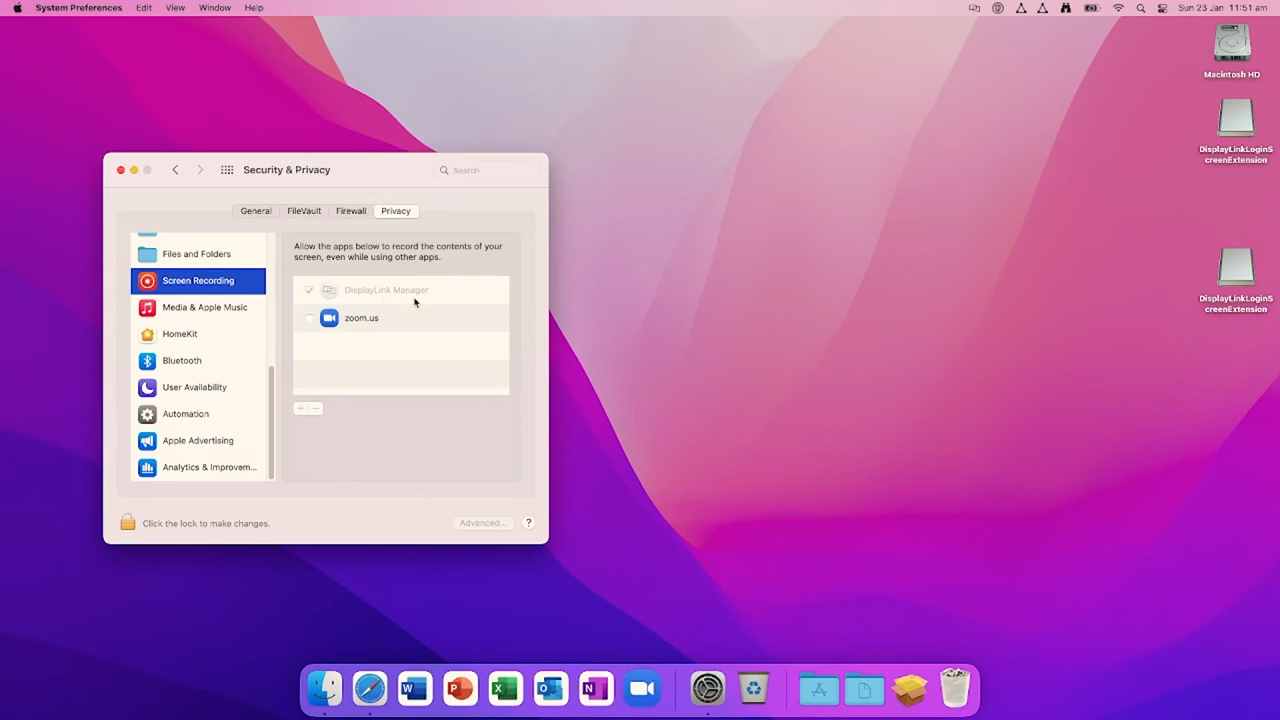 System Preferences Edit View Window Help Sun 23 Jan 11:51 am
Macintosh HD
DisplayLinkLoginS
creenExtension
DisplayLinkLoginS
creenExtension
Security & Privacy
Search
General FileVault Firewall Privacy
Files and Folders
Screen Recording
Media & Apple Music
HomeKit
Bluetooth
User Availability
Automation
Apple Advertising
Analytics & Improvem...
Allow the apps below to record the contents of your
screen, even while using other apps.
DisplayLink Manager
zoom.us
Click the lock to make changes.
Advanced...
?